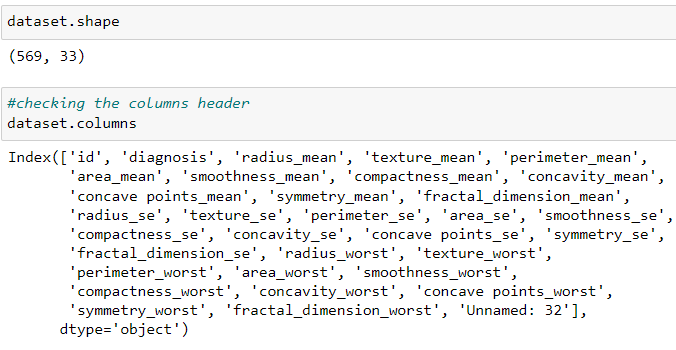 dataset.shape
(569, 33)
#checking the columns header
dataset.columns
Index(['id', 'diagnosis', 'radius_mean', 'texture_mean', 'perimeter_mean',
'area_mean', 'smoothness_mean', 'compactness_mean', 'concavity_mean',
'concave points_mean', 'symmetry_mean', 'fractal_dimension_mean',
'radius_se', 'texture_se', 'perimeter_se', 'area_se', 'smoothness_se',
'compactness_se', 'concavity_se', 'concave points_se', 'symmetry_se',
'fractal_dimension_se', 'radius_worst', 'texture_worst',
'perimeter_worst', 'area_worst', 'smoothness_worst',
'compactness_worst', 'concavity_worst', 'concave points_worst',
'symmetry_worst', 'fractal_dimension_worst', 'Unnamed: 32'],
dtype='object')